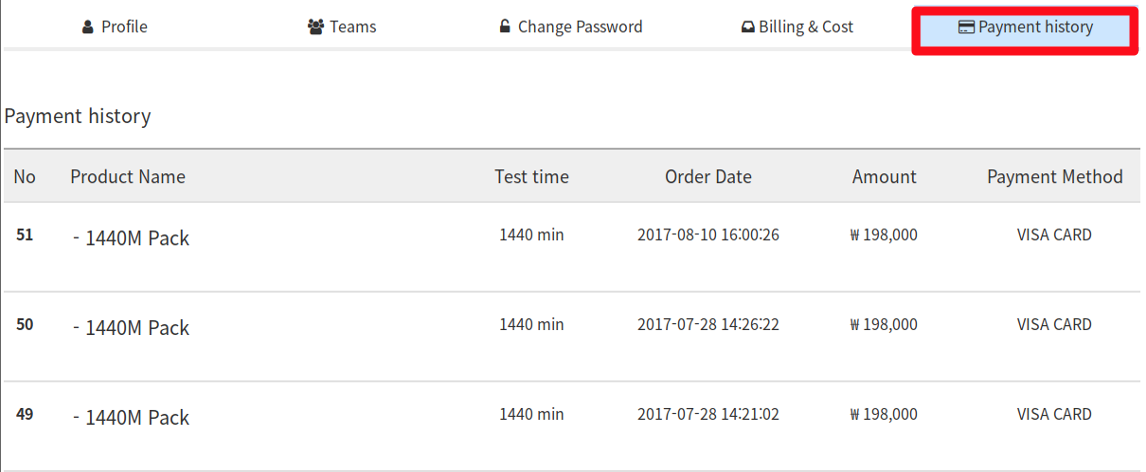 Profile Teams Change Password Billing & Cost Payment history
Payment history
No Product Name Test time Order Date Amount Payment Method
51 - 1440M Pack 1440 min 2017-08-10 16:00:26 ₩ 198,000 VISA CARD
50 - 1440M Pack 1440 min 2017-07-28 14:26:22 ₩ 198,000 VISA CARD
49 - 1440M Pack 1440 min 2017-07-28 14:21:02 ₩ 198,000 VISA CARD